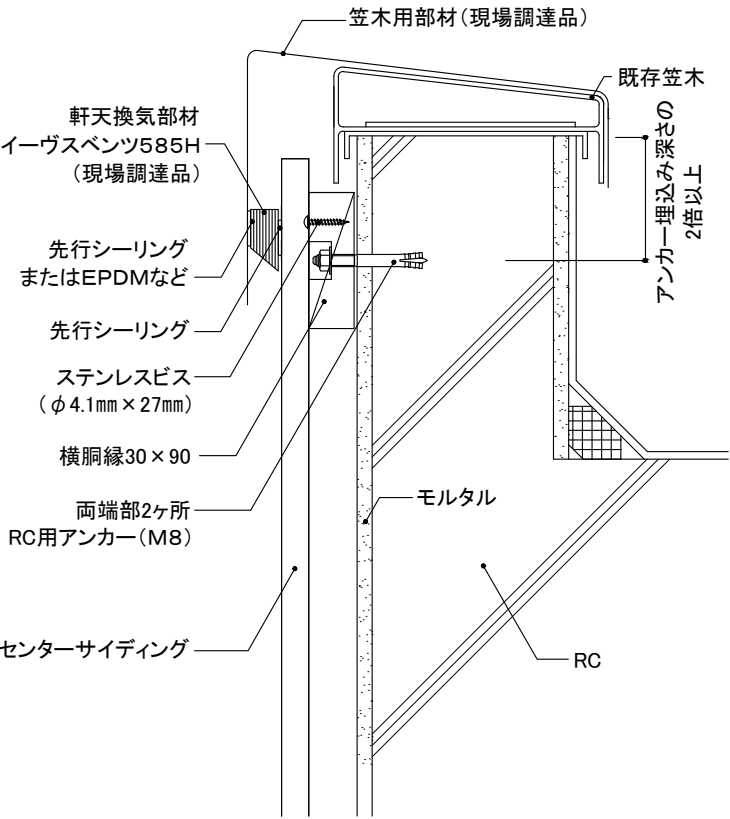 笠木用部材(現場調達品)
既存笠木
アンカー埋込み深さの
2倍以上
軒天換気部材
イーヴスベンツ585H
(現場調達品)
先行シーリング
またはEPDMなど
先行シーリング
ステンレスビス
(φ4.1㎜×27㎜)
横胴縁30×90
両端部2ヶ所
RC用アンカー(M8)
モルタル
センターサイディング
RC